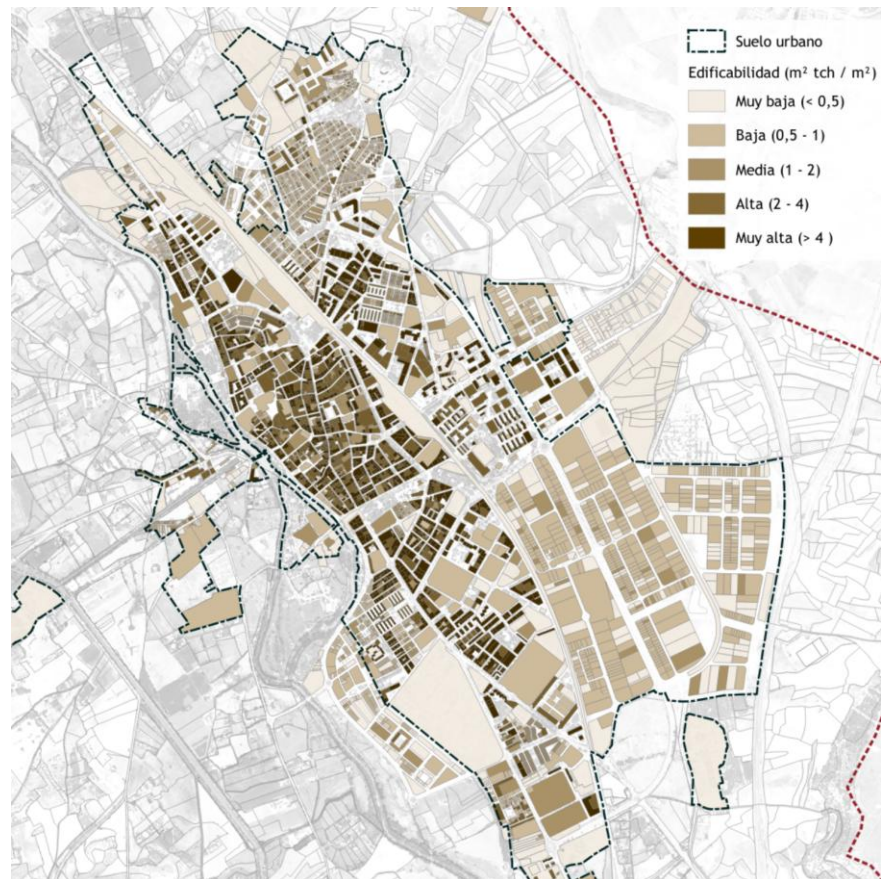 Suelo urbano
Edificabilidad (m² tch / m²)
Muy baja (< 0,5)
Baja (0,5 - 1)
Media (1 - 2)
Alta (2 - 4)
Muy alta (> 4 )